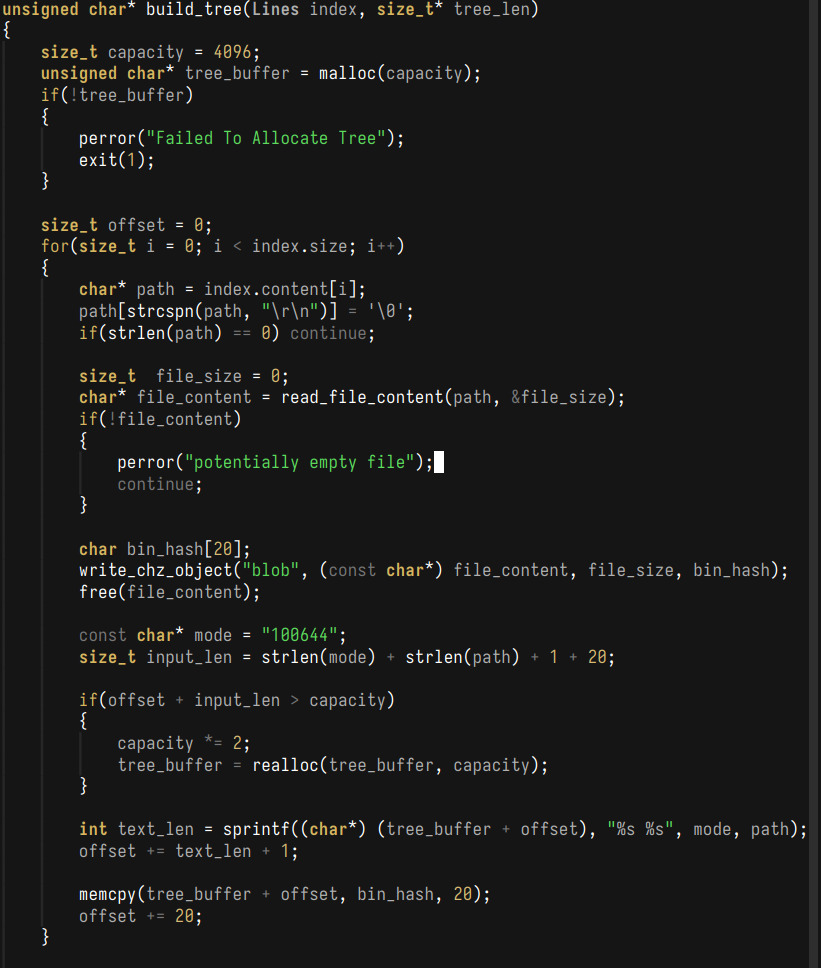 unsigned char* build_tree(Lines index, size_t* tree_len)
{
    size_t capacity = 4096;
    unsigned char* tree_buffer = malloc(capacity);
    if(!tree_buffer)
    {
        perror("Failed To Allocate Tree");
        exit(1);
    }

    size_t offset = 0;
    for(size_t i = 0; i < index.size; i++)
    {
        char* path = index.content[i];
        path[strcspn(path, "\r\n")] = '\0';
        if(strlen(path) == 0) continue;

        size_t  file_size = 0;
        char* file_content = read_file_content(path, &file_size);
        if(!file_content)
        {
            perror("potentially empty file");
            continue;
        }

        char bin_hash[20];
        write_chz_object("blob", (const char*) file_content, file_size, bin_hash);
        free(file_content);

        const char* mode = "100644";
        size_t input_len = strlen(mode) + strlen(path) + 1 + 20;

        if(offset + input_len > capacity)
        {
            capacity *= 2;
            tree_buffer = realloc(tree_buffer, capacity);
        }

        int text_len = sprintf((char*) (tree_buffer + offset), "%s %s", mode, path);
        offset += text_len + 1;

        memcpy(tree_buffer + offset, bin_hash, 20);
        offset += 20;
    }